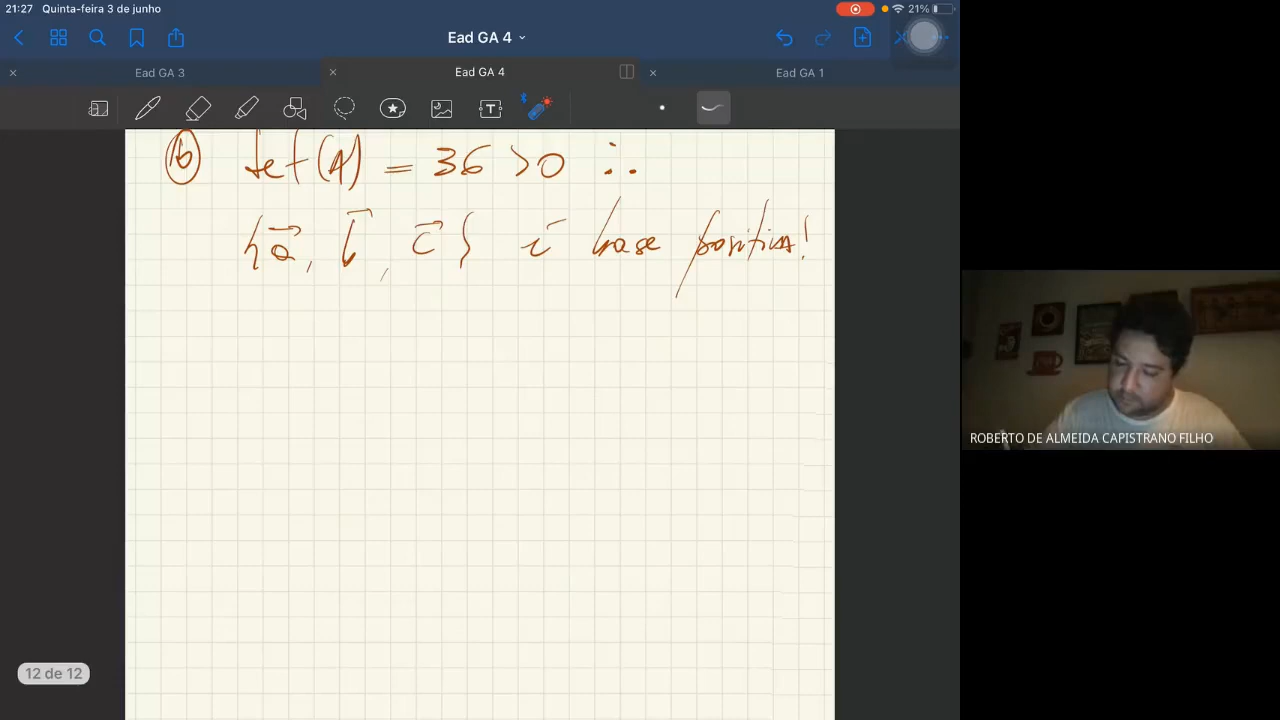 21:27 Quinta-feira 3 de junho
21%
Ead GA 4
Ead GA 3
Ead GA 4
Ead GA 1
T
b det(A) = 36 > 0 ∴
{a⃗, b⃗, c⃗} é base positiva!
ROBERTO DE ALMEIDA CAPISTRANO FILHO
12 de 12